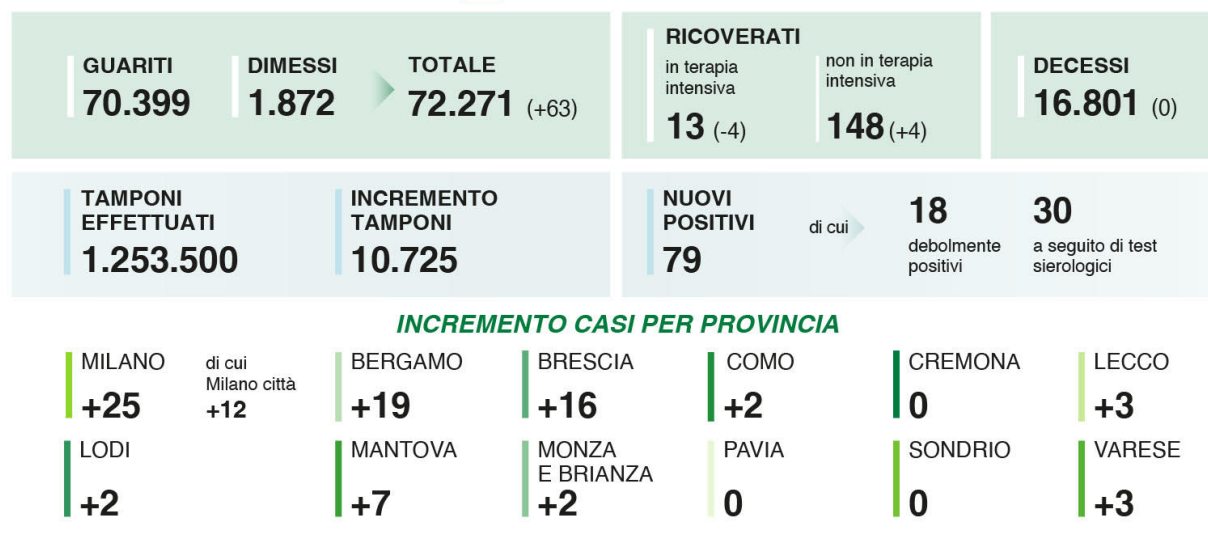 GUARITI
70.399
DIMESSI
1.872
TOTALE
72.271 (+63)
RICOVERATI
in terapia
intensiva
13 (-4)
non in terapia
intensiva
148 (+4)
DECESSI
16.801 (0)
TAMPONI
EFFETTUATI
1.253.500
INCREMENTO
TAMPONI
10.725
NUOVI
POSITIVI
79
di cui
18
debolmente
positivi
30
a seguito di test
sierologici
INCREMENTO CASI PER PROVINCIA
MILANO
+25
di cui
Milano città
+12
BERGAMO
+19
BRESCIA
+16
COMO
+2
CREMONA
0
LECCO
+3
LODI
+2
MANTOVA
+7
MONZA
E BRIANZA
+2
PAVIA
0
SONDRIO
0
VARESE
+3